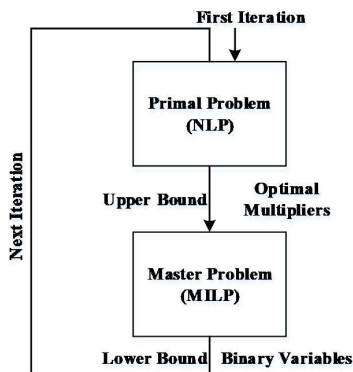 First Iteration
Primal Problem
(NLP)
Upper Bound
Optimal
Multipliers
Next Iteration
Master Problem
(MILP)
Lower Bound
Binary Variables